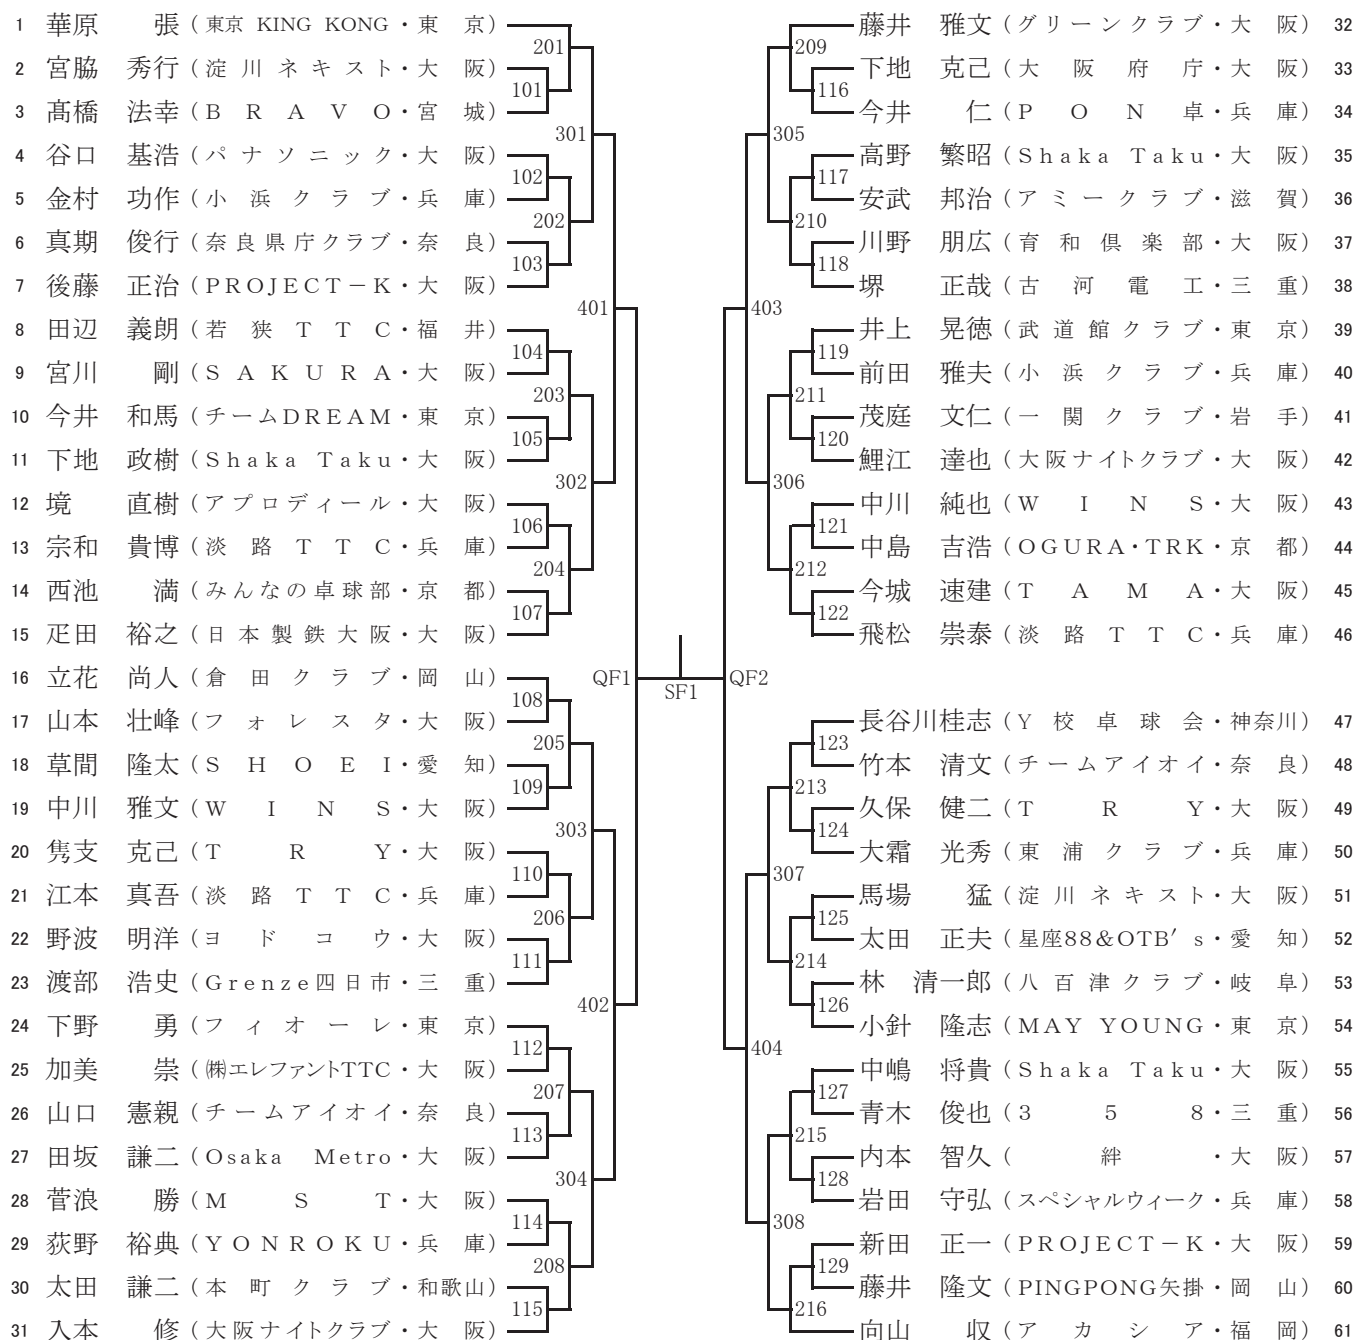 1 華原 張（東京 KING KONG・東 京）
201
2 宮脇 秀行（淀川ネキスト・大 阪）
101
3 髙橋 法幸（BRAVO・宮 城）
301
4 谷口 基浩（パナソニック・大 阪）
102
5 金村 功作（小浜クラブ・兵 庫）
202
6 真期 俊行（奈良県庁クラブ・奈 良）
103
7 後藤 正治（PROJECT－K・大 阪）
401
8 田辺 義朗（若狭TTC・福 井）
104
9 宮川 剛（SAKURA・大 阪）
203
10 今井 和馬（チームDREAM・東 京）
105
11 下地 政樹（Shaka Taku・大 阪）
302
12 境 直樹（アプロディール・大 阪）
106
13 宗和 貴博（淡路TTC・兵 庫）
204
14 西池 満（みんなの卓球部・京 都）
107
15 疋田 裕之（日本製鉄大阪・大 阪）
16 立花 尚人（倉田クラブ・岡 山）
QF1
SF1
QF2
108
17 山本 壮峰（フォレスタ・大 阪）
205
18 草間 隆太（SHOEI・愛 知）
109
19 中川 雅文（WINS・大 阪）
303
20 隽支 克己（TRY・大 阪）
110
21 江本 真吾（淡路TTC・兵 庫）
206
22 野波 明洋（ヨドコウ・大 阪）
111
23 渡部 浩史（Grenze四日市・三 重）
402
24 下野 勇（フィオーレ・東 京）
112
25 加美 崇（㈱エレファントTTC・大 阪）
207
26 山口 憲親（チームアイオイ・奈 良）
113
27 田坂 謙二（Osaka Metro・大 阪）
304
28 菅浪 勝（MST・大 阪）
114
29 荻野 裕典（YONROKU・兵 庫）
208
30 太田 謙二（本町クラブ・和歌山）
115
31 入本 修（大阪ナイトクラブ・大 阪）
藤井 雅文（グリーンクラブ・大 阪） 32
209
下地 克己（大阪府庁・大 阪） 33
116
今井 仁（PON卓・兵 庫） 34
305
高野 繁昭（Shaka Taku・大 阪） 35
117
安武 邦治（アミークラブ・滋 賀） 36
210
川野 朋広（育和倶楽部・大 阪） 37
118
堺 正哉（古河電工・三 重） 38
403
井上 晃徳（武道館クラブ・東 京） 39
119
前田 雅夫（小浜クラブ・兵 庫） 40
211
茂庭 文仁（一関クラブ・岩 手） 41
120
鯉江 達也（大阪ナイトクラブ・大 阪） 42
306
中川 純也（WINS・大 阪） 43
121
中島 吉浩（OGURA・TRK・京 都） 44
212
今城 速建（TAMA・大 阪） 45
122
飛松 崇泰（淡路TTC・兵 庫） 46
長谷川桂志（Y校卓球会・神奈川） 47
123
竹本 清文（チームアイオイ・奈 良） 48
213
久保 健二（TRY・大 阪） 49
124
大霜 光秀（東浦クラブ・兵 庫） 50
307
馬場 猛（淀川ネキスト・大 阪） 51
125
太田 正夫（星座88&OTB′s・愛 知） 52
214
林 清一郎（八百津クラブ・岐 阜） 53
126
小針 隆志（MAY YOUNG・東 京） 54
404
中嶋 将貴（Shaka Taku・大 阪） 55
127
青木 俊也（358・三 重） 56
215
内本 智久（絆・大 阪） 57
128
岩田 守弘（スペシャルウィーク・兵 庫） 58
308
新田 正一（PROJECT－K・大 阪） 59
129
藤井 隆文（PINGPONG矢掛・岡 山） 60
216
向山 収（アカシア・福 岡） 61